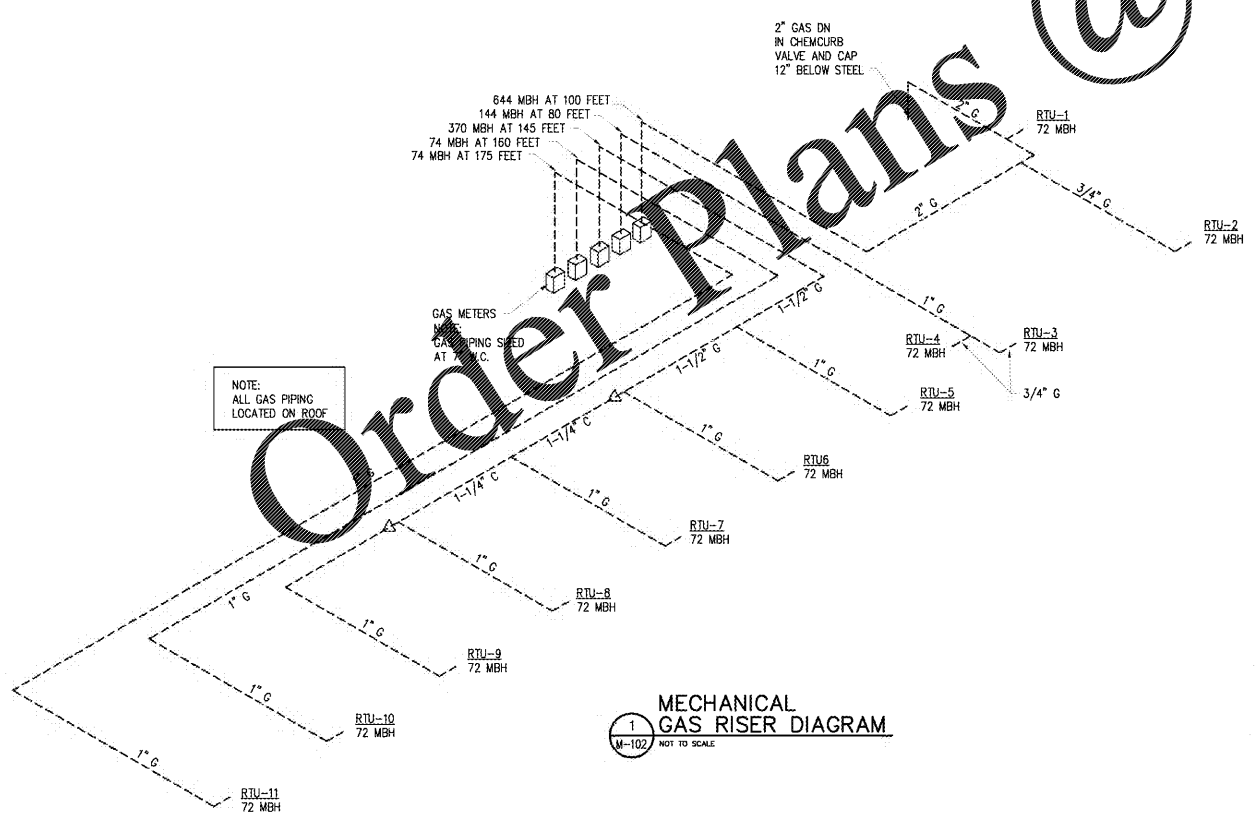 2" GAS DN
IN CHEMCURB
VALVE AND CAP
12" BELOW STEEL
644 MBH AT 100 FEET
144 MBH AT 80 FEET
370 MBH AT 145 FEET
74 MBH AT 160 FEET
74 MBH AT 175 FEET
2" G
RTU-1
72 MBH
3/4" G
2" G
RTU-2
72 MBH
1-1/2" G
1" G
GAS METERS
NOTE:
GAS PIPING SIZED
AT 7" W.C.
RTU-4
72 MBH
RTU-3
72 MBH
3/4" G
1-1/2" G
1" G
RTU-5
72 MBH
NOTE:
ALL GAS PIPING
LOCATED ON ROOF
1-1/4" C
1" G
RTU6
72 MBH
1-1/4" C
1" G
RTU-7
72 MBH
1" G
RTU-8
72 MBH
1" G
1" G
RTU-9
72 MBH
1" G
RTU-10
72 MBH
1" G
RTU-11
72 MBH
1
M-102
MECHANICAL
GAS RISER DIAGRAM
NOT TO SCALE
Order Plans @